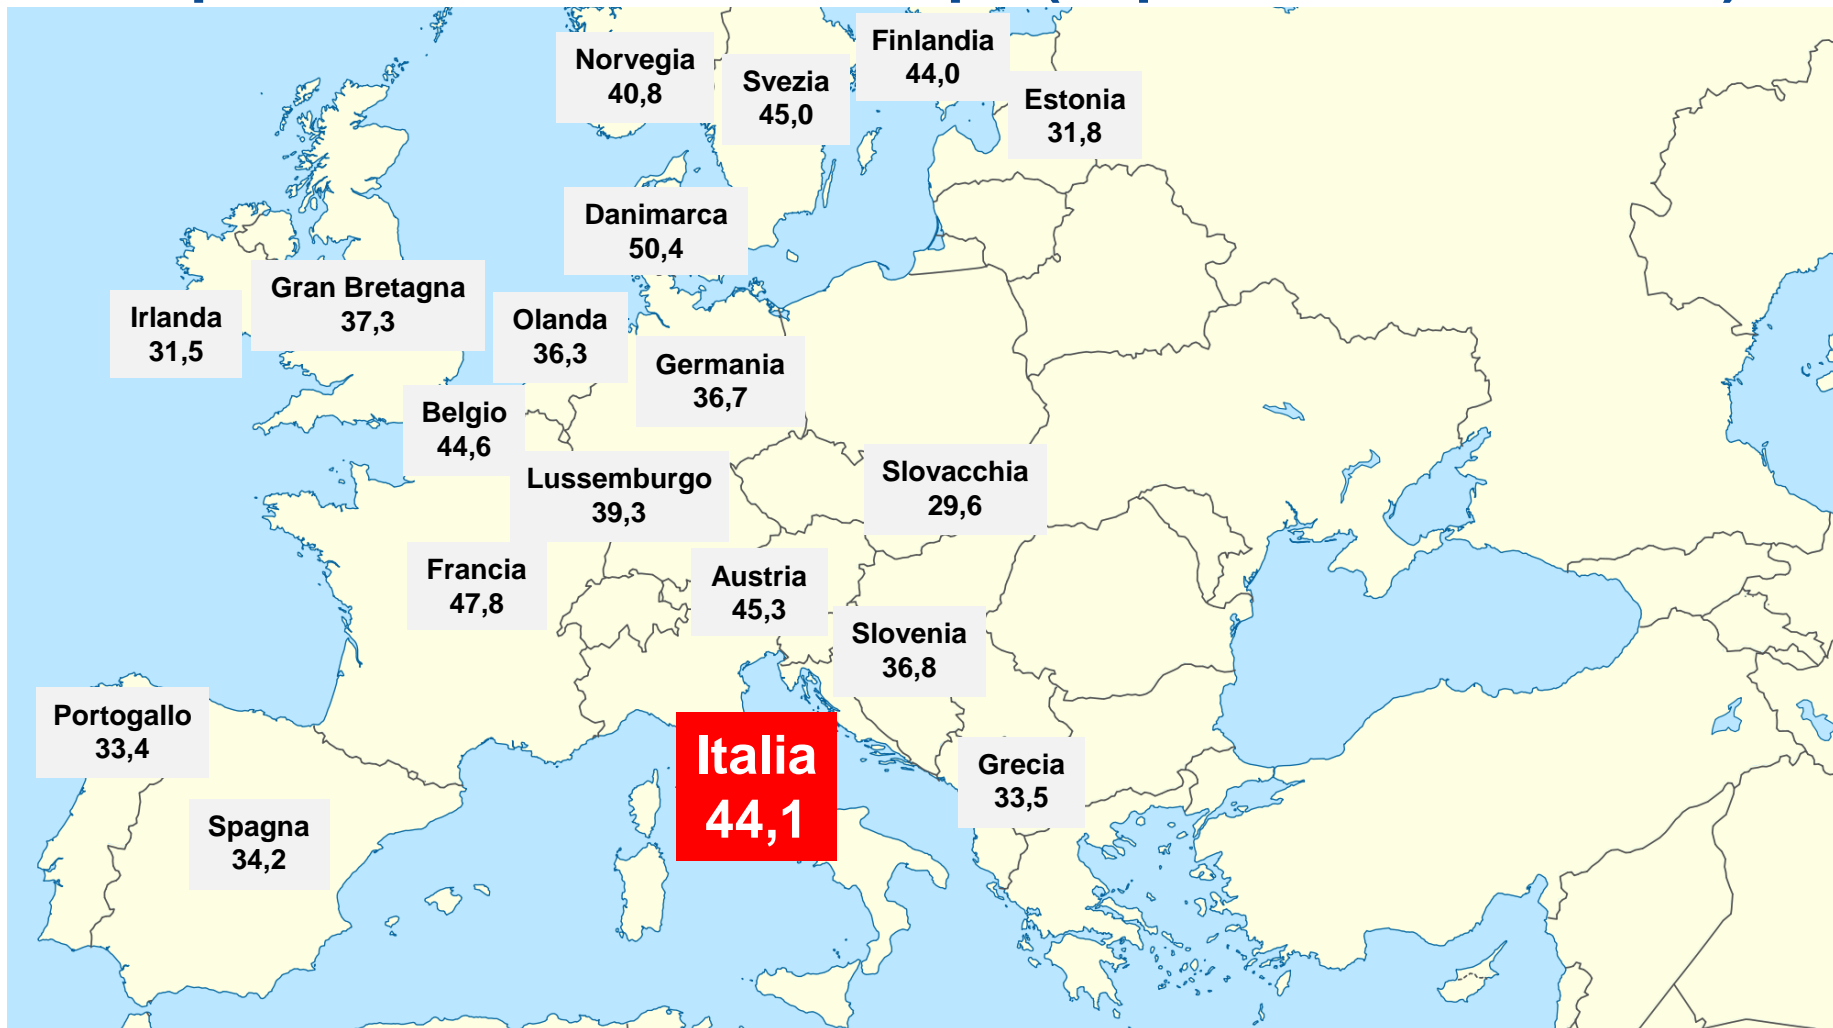 Norvegia
40,8
Svezia
45,0
Finlandia
44,0
Estonia
31,8
Danimarca
50,4
Gran Bretagna
37,3
Irlanda
31,5
Olanda
36,3
Germania
36,7
Belgio
44,6
Lussemburgo
39,3
Slovacchia
29,6
Francia
47,8
Austria
45,3
Slovenia
36,8
Portogallo
33,4
Italia
44,1
Grecia
33,5
Spagna
34,2